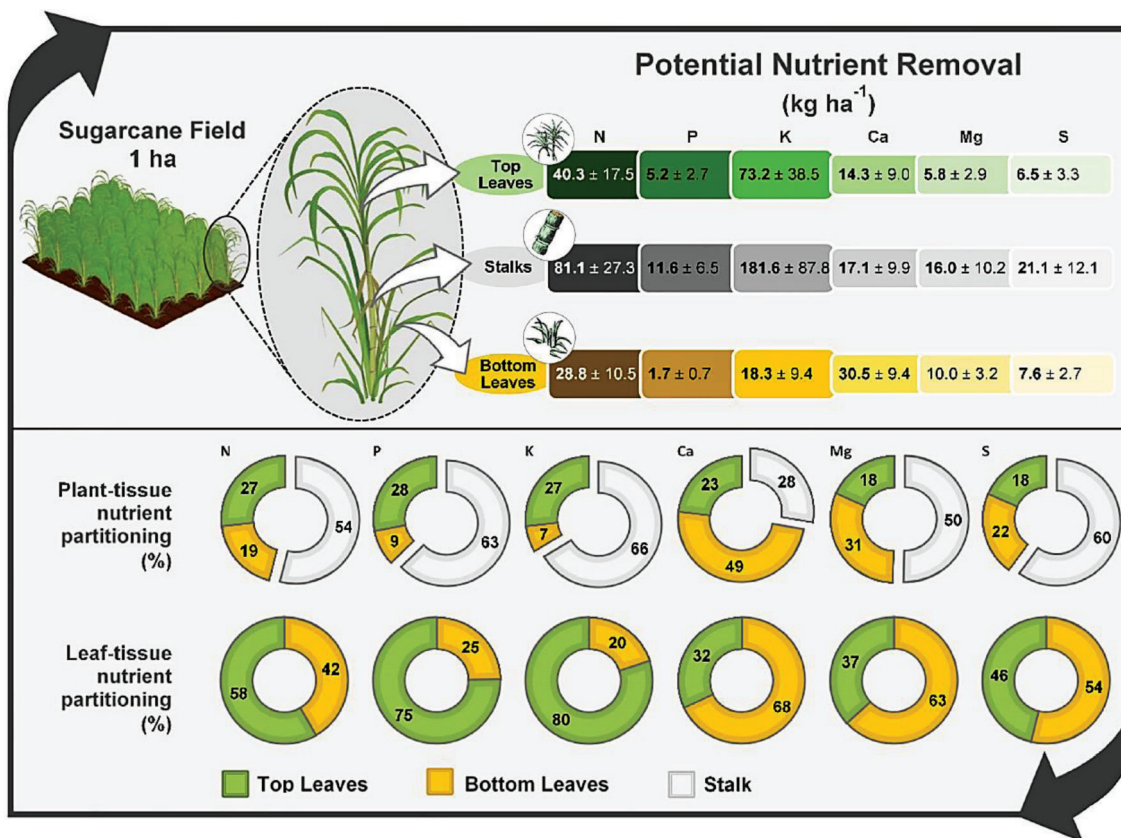 Potential Nutrient Removal
(kg ha⁻¹)
Sugarcane Field
1 ha
N P K Ca Mg S
Top
Leaves
40.3 ± 17.5 5.2 ± 2.7 73.2 ± 38.5 14.3 ± 9.0 5.8 ± 2.9 6.5 ± 3.3
Stalks
81.1 ± 27.3 11.6 ± 6.5 181.6 ± 87.8 17.1 ± 9.9 16.0 ± 10.2 21.1 ± 12.1
Bottom
Leaves
28.8 ± 10.5 1.7 ± 0.7 18.3 ± 9.4 30.5 ± 9.4 10.0 ± 3.2 7.6 ± 2.7
Plant-tissue
nutrient
partitioning
(%)
N P K Ca Mg S
27 54 19
28 63 9
27 66 7
23 28 49
18 50 31
18 60 22
Leaf-tissue
nutrient
partitioning
(%)
58 42
75 25
80 20
32 68
37 63
46 54
Top Leaves Bottom Leaves Stalk